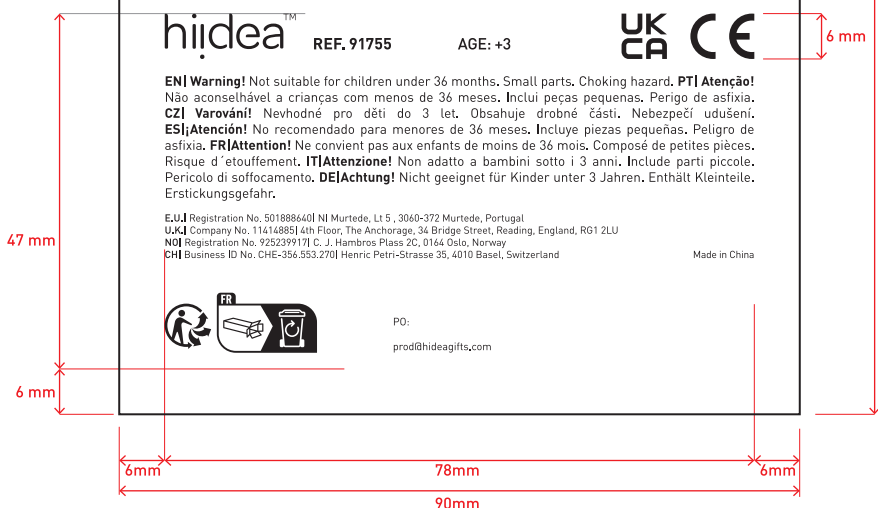 hiidea™
REF. 91755
AGE: +3
UK
CA
CE
6 mm
EN| Warning! Not suitable for children under 36 months. Small parts. Choking hazard. PT| Atenção!
Não aconselhável a crianças com menos de 36 meses. Inclui peças pequenas. Perigo de asfixia.
CZ| Varování! Nevhodné pro děti do 3 let. Obsahuje drobné části. Nebezpečí udušení.
ES|¡Atención! No recomendado para menores de 36 meses. Incluye piezas pequeñas. Peligro de
asfixia. FR|Attention! Ne convient pas aux enfants de moins de 36 mois. Composé de petites pièces.
Risque d´etouffement. IT|Attenzione! Non adatto a bambini sotto i 3 anni. Include parti piccole.
Pericolo di soffocamento. DE|Achtung! Nicht geeignet für Kinder unter 3 Jahren. Enthält Kleinteile.
Erstickungsgefahr.
E.U.| Registration No. 501888640| NI Murtede, Lt 5 , 3060-372 Murtede, Portugal
U.K.| Company No. 11414885| 4th Floor, The Anchorage, 34 Bridge Street, Reading, England, RG1 2LU
NO| Registration No. 925239917| C. J. Hambros Plass 2C, 0164 Oslo, Norway
CH| Business ID No. CHE-356.553.270| Henric Petri-Strasse 35, 4010 Basel, Switzerland
Made in China
47 mm
FR
PO:
prod@hideagifts.com
6 mm
6mm
78mm
6mm
90mm